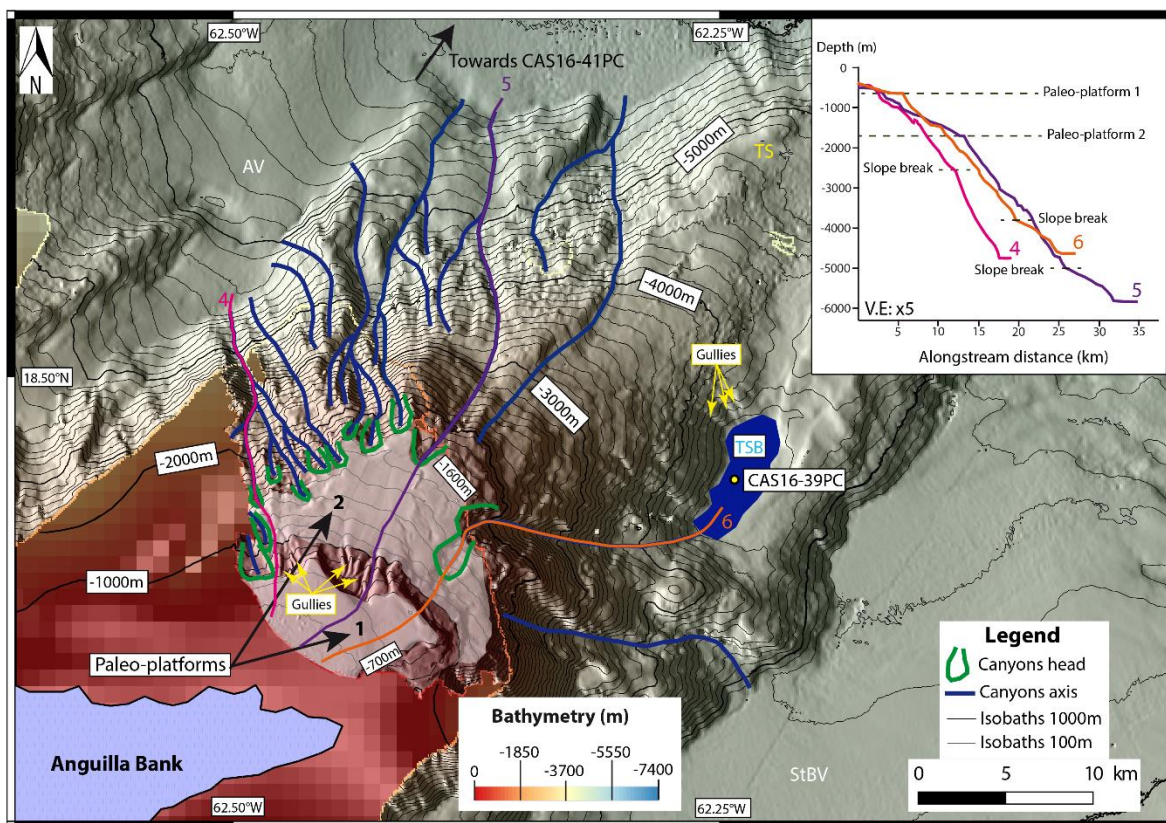 62.50°W
62.25°W
N
Towards CAS16-41PC
5
AV
-5000m
TS
4
-4000m
18.50°N
Gullies
-3000m
-2000m
TSB
CAS16-39PC
-1600m
2
6
-1000m
Gullies
1
Paleo-platforms
-700m
Anguilla Bank
StBV
62.50°W
62.25°W
Bathymetry (m)
-1850
-5550
0
-3700
-7400
Legend
Canyons head
Canyons axis
Isobaths 1000m
Isobaths 100m
0
5
10
km
Depth (m)
0
-1000
-2000
-3000
-4000
-5000
-6000
Paleo-platform 1
Paleo-platform 2
Slope break
Slope break
Slope break
4
6
5
V.E: x5
5
10
15
20
25
30
35
Alongstream distance (km)